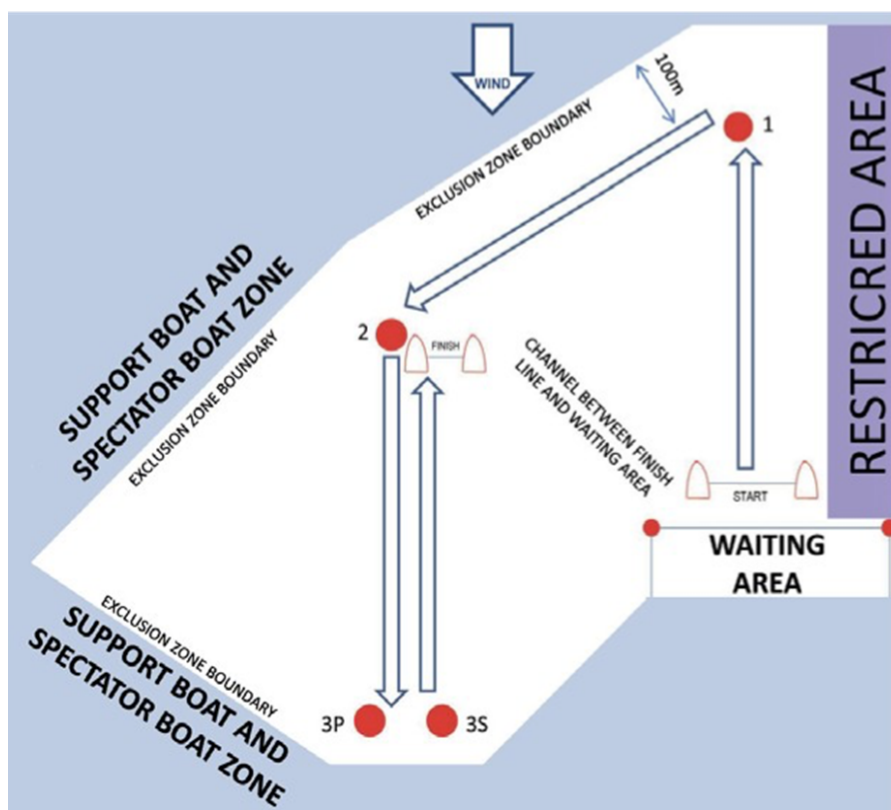 WIND
100m
1
EXCLUSION ZONE BOUNDARY
RESTRICRED AREA
SUPPORT BOAT AND
SPECTATOR BOAT ZONE
EXCLUSION ZONE BOUNDARY
2
FINISH
CHANNEL BETWEEN FINISH
LINE AND WAITING AREA
START
WAITING
AREA
EXCLUSION ZONE BOUNDARY
SUPPORT BOAT AND
SPECTATOR BOAT ZONE
3P
3S